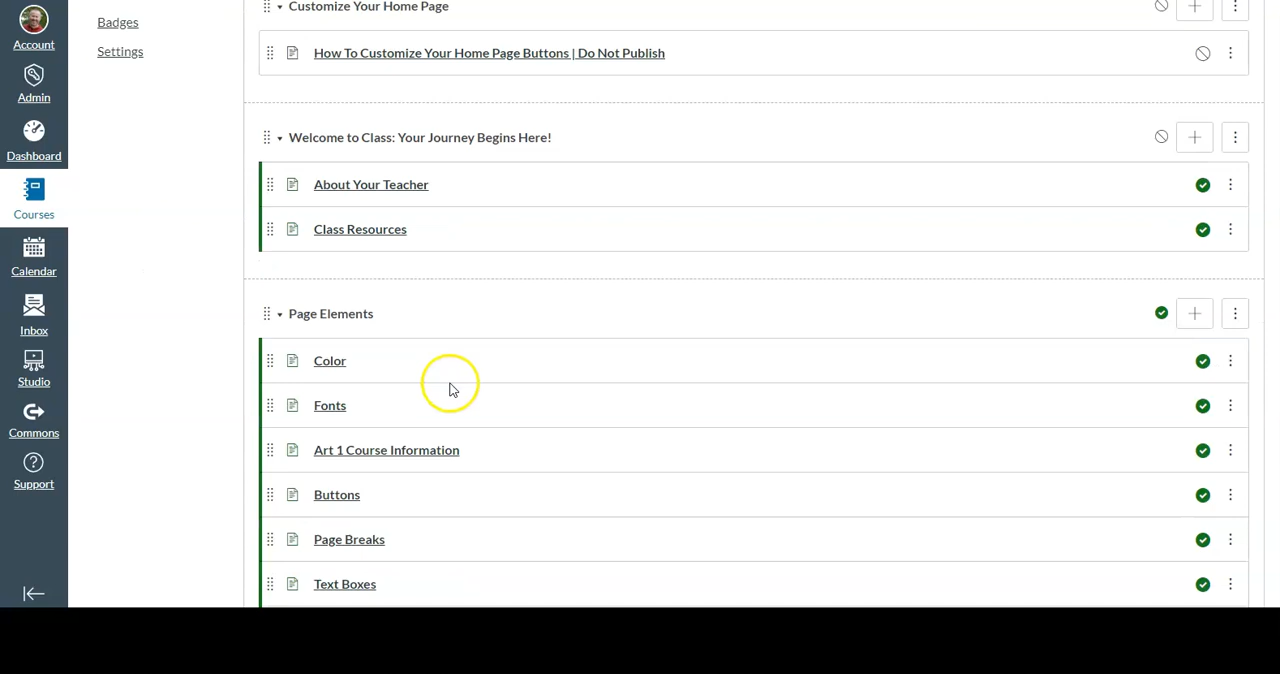 Account
Admin
Dashboard
Courses
Calendar
Inbox
Studio
Commons
Support
Badges
Settings
Customize Your Home Page
How To Customize Your Home Page Buttons | Do Not Publish
Welcome to Class: Your Journey Begins Here!
About Your Teacher
Class Resources
Page Elements
Color
Fonts
Art 1 Course Information
Buttons
Page Breaks
Text Boxes